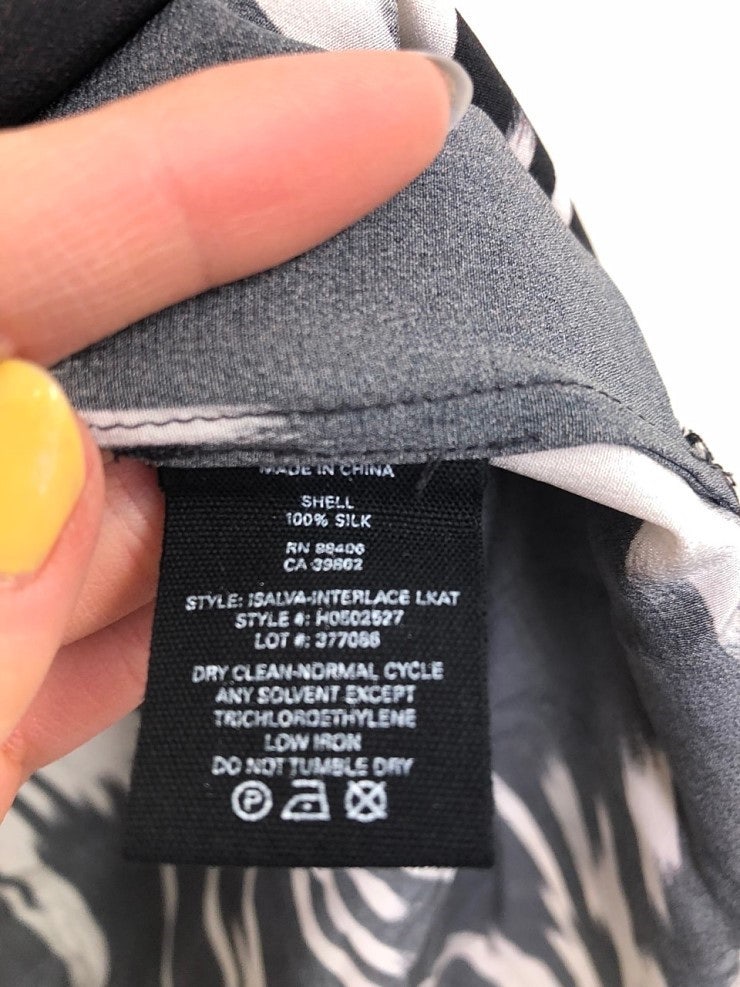 MADE IN CHINA
SHELL
100% SILK
RN 88406
CA 39862
STYLE: ISALVA-INTERLACE LKAT
STYLE #: H0502527
LOT #: 377086
DRY CLEAN-NORMAL CYCLE
ANY SOLVENT EXCEPT
TRICHLOROETHYLENE
LOW IRON
DO NOT TUMBLE DRY
P